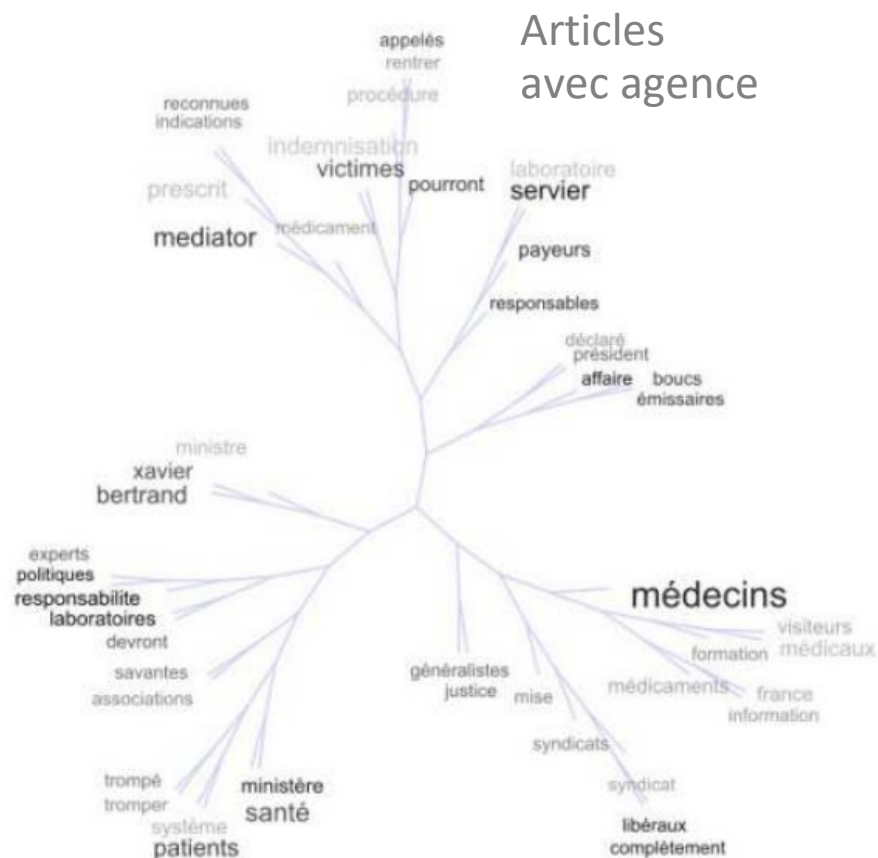 Articles
avec agence
appelés
rentrer
procédure
reconnues
indications
indemnisation
victimes
pourront
laboratoire
servier
prescrit
médicament
mediator
payeurs
responsables
déclaré
président
affaire
boucs
émissaires
ministre
xavier
bertrand
experts
politiques
responsabilite
laboratoires
devront
savantes
associations
trompé
tromper
système
patients
ministère
santé
généralistes
justice
mise
syndicats
syndicat
libéraux
complètement
médecins
visiteurs
médicaux
formation
médicaments
france
information